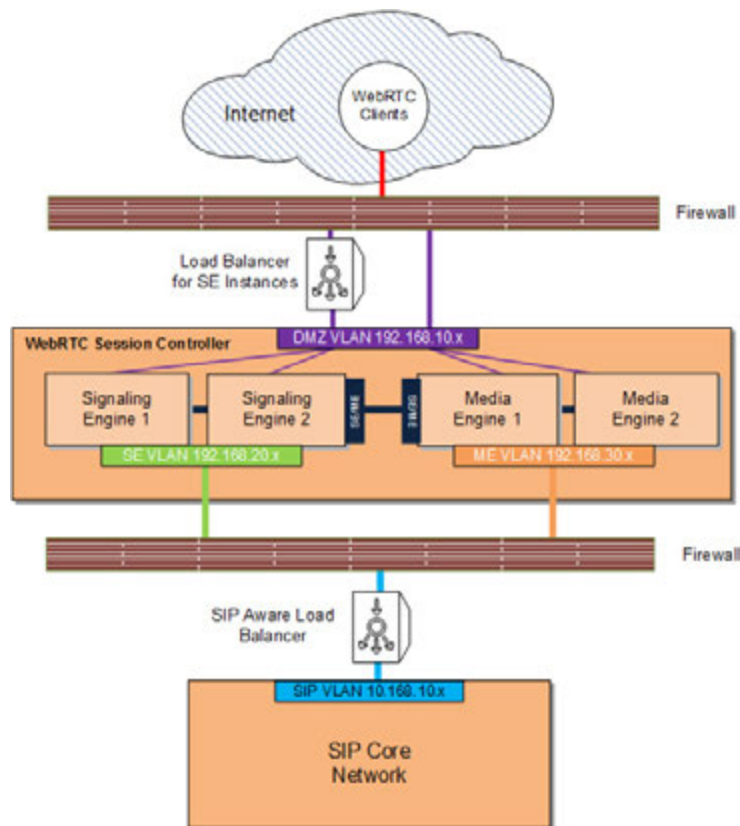 Internet
WebRTC
Clients
Firewall
Load Balancer
for SE Instances
DMZ VLAN 192.168.10.x
WebRTC Session Controller
Signaling
Engine 1
Signaling
Engine 2
SE/ME
SE/ME
Media
Engine 1
Media
Engine 2
SE VLAN 192.168.20.x
ME VLAN 192.168.30.x
Firewall
SIP Aware Load
Balancer
SIP VLAN 10.168.10.x
SIP Core
Network